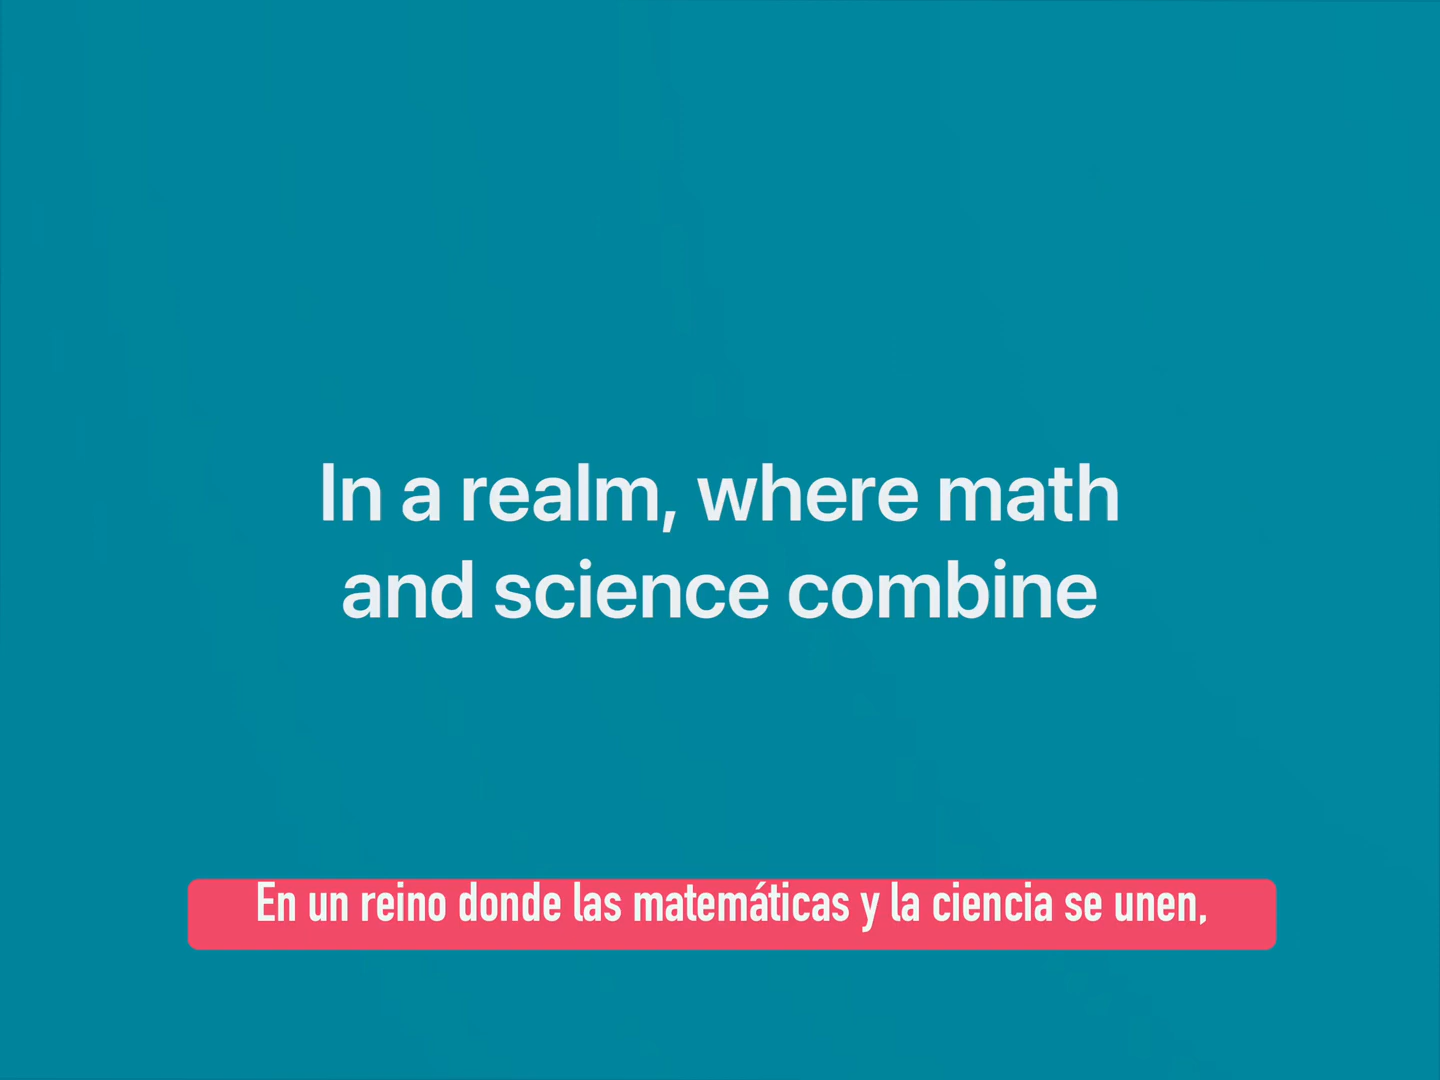 In a realm, where math
and science combine
En un reino donde las matemáticas y la ciencia se unen,